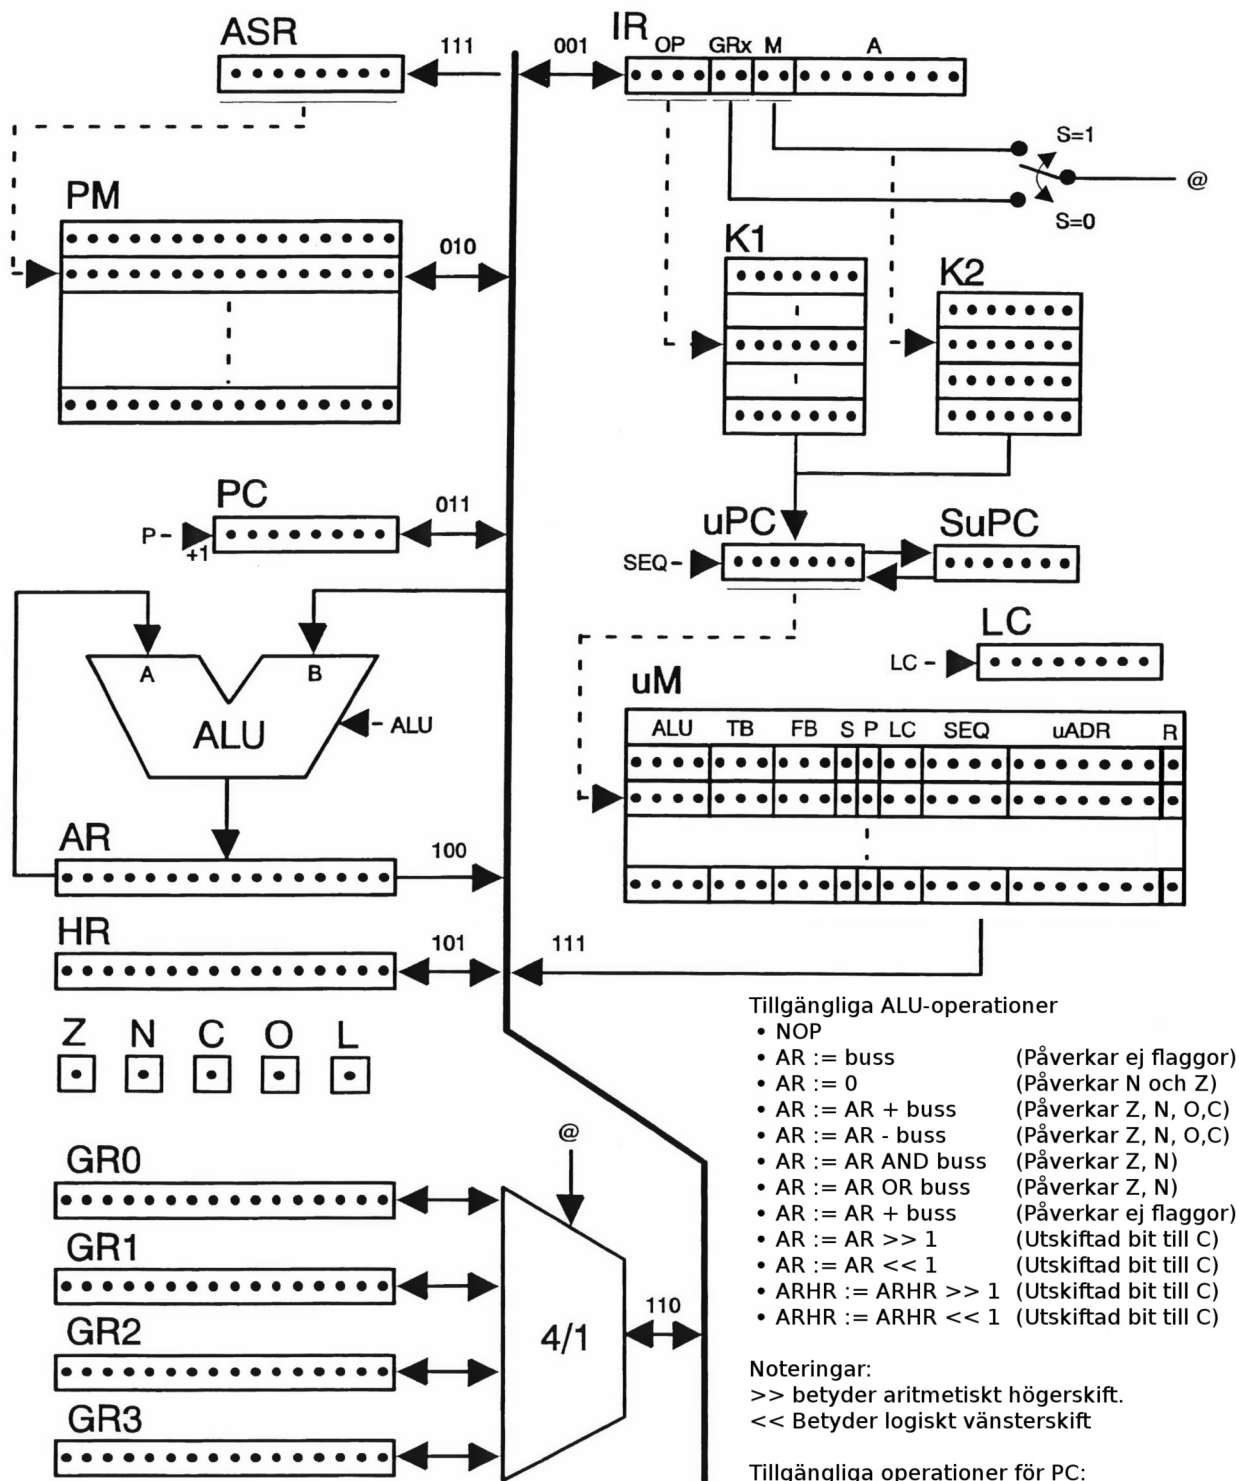 ASR
111
001
IR
OP GRx M A
S=1
@
S=0
PM
010
K1
K2
PC
011
P
+1
uPC
SuPC
SEQ
LC
LC
A
B
ALU
ALU
uM
ALU TB FB S P LC SEQ uADR R
AR
100
HR
101
111
Z N C O L
@
GR0
GR1
GR2
GR3
4/1
110
Tillgängliga ALU-operationer
• NOP
• AR := buss (Påverkar ej flaggor)
• AR := 0 (Påverkar N och Z)
• AR := AR + buss (Påverkar Z, N, O,C)
• AR := AR - buss (Påverkar Z, N, O,C)
• AR := AR AND buss (Påverkar Z, N)
• AR := AR OR buss (Påverkar Z, N)
• AR := AR + buss (Påverkar ej flaggor)
• AR := AR >> 1 (Utskiftad bit till C)
• AR := AR << 1 (Utskiftad bit till C)
• ARHR := ARHR >> 1 (Utskiftad bit till C)
• ARHR := ARHR << 1 (Utskiftad bit till C)
Noteringar:
>> betyder aritmetiskt högerskift.
<< Betyder logiskt vänsterskift
Tillgängliga operationer för PC: